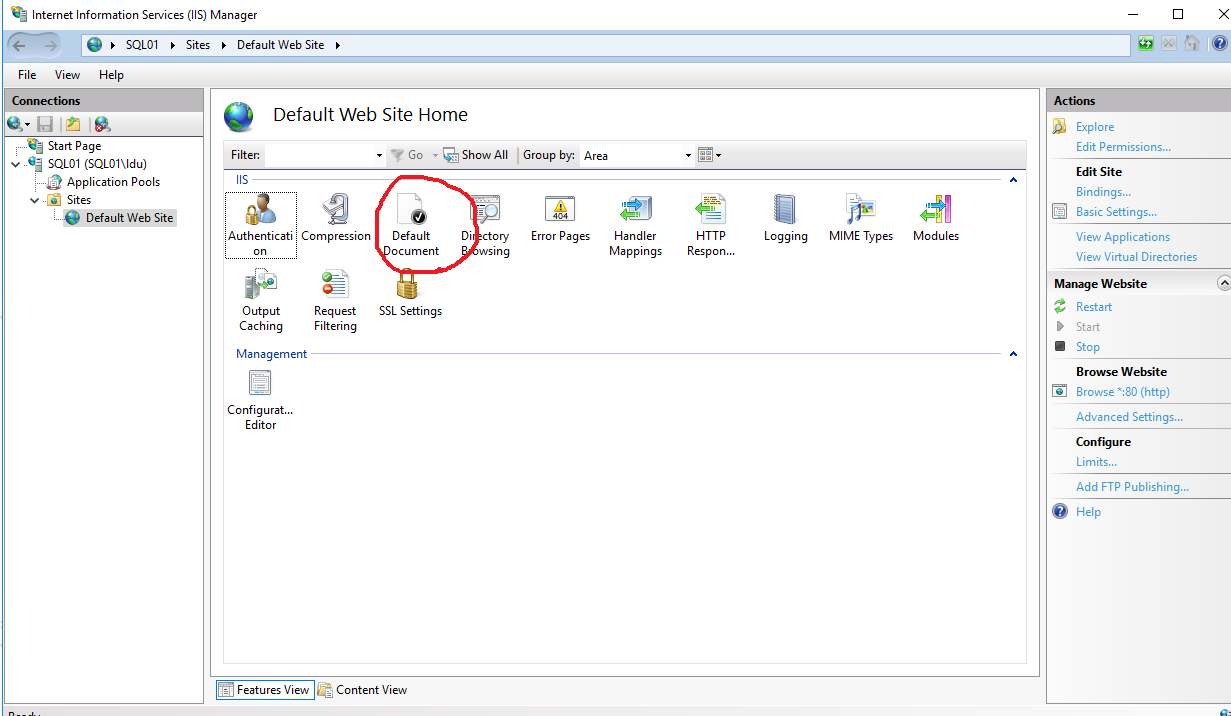 Internet Information Services (IIS) Manager
SQL01 Sites Default Web Site
File View Help
Connections
Start Page
SQL01 (SQL01\ldu)
Application Pools
Sites
Default Web Site
Default Web Site Home
Filter: Go Show All Group by: Area
IIS
Authenticati
on
Compression
Default
Document
Directory
Browsing
Error Pages
404
Handler
Mappings
HTTP
Respon...
Logging
MIME Types
Modules
Output
Caching
Request
Filtering
SSL Settings
Management
Configurat...
Editor
Features View Content View
Actions
Explore
Edit Permissions...
Edit Site
Bindings...
Basic Settings...
View Applications
View Virtual Directories
Manage Website
Restart
Start
Stop
Browse Website
Browse *:80 (http)
Advanced Settings...
Configure
Limits...
Add FTP Publishing...
Help
Ready